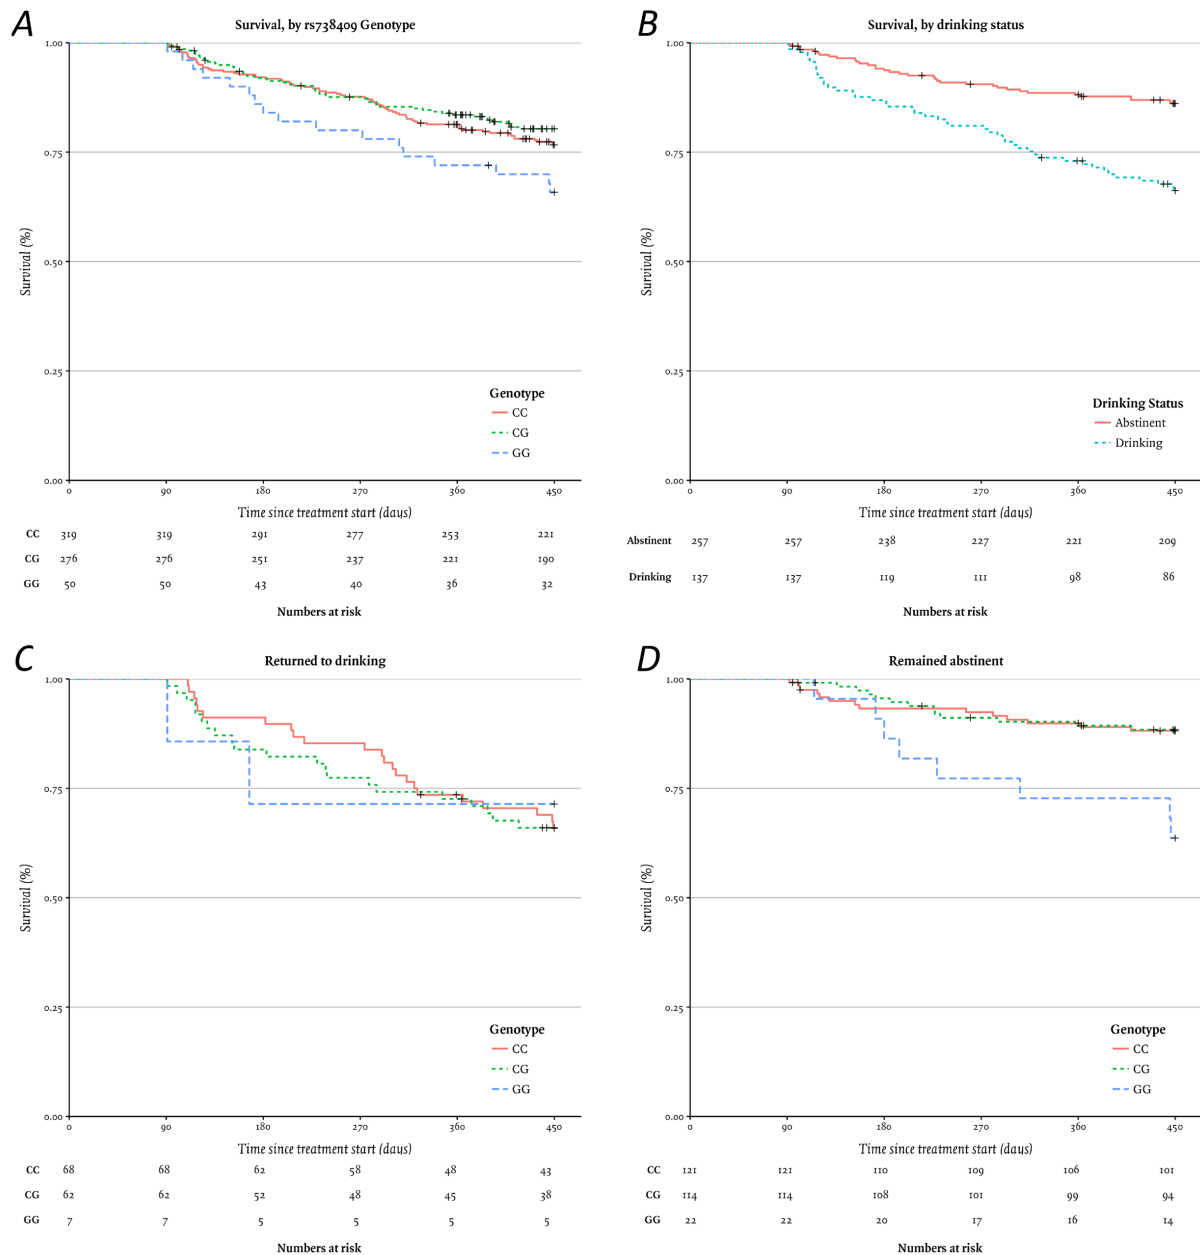 A
Survival, by rs738409 Genotype
1.00
0.75
0.50
0.25
0.00
Survival (%)
Genotype
CC
CG
GG
0 90 180 270 360 450
Time since treatment start (days)
CC 319 319 291 277 253 221
CG 276 276 251 237 221 190
GG 50 50 43 40 36 32
Numbers at risk
B
Survival, by drinking status
1.00
0.75
0.50
0.25
0.00
Survival (%)
Drinking Status
Abstinent
Drinking
0 90 180 270 360 450
Time since treatment start (days)
Abstinent 257 257 238 227 221 209
Drinking 137 137 119 111 98 86
Numbers at risk
C
Returned to drinking
1.00
0.75
0.50
0.25
0.00
Survival (%)
Genotype
CC
CG
GG
0 90 180 270 360 450
Time since treatment start (days)
CC 68 68 62 58 48 43
CG 62 62 52 48 45 38
GG 7 7 5 5 5 5
Numbers at risk
D
Remained abstinent
1.00
0.75
0.50
0.25
0.00
Survival (%)
Genotype
CC
CG
GG
0 90 180 270 360 450
Time since treatment start (days)
CC 121 121 110 109 106 101
CG 114 114 108 101 99 94
GG 22 22 20 17 16 14
Numbers at risk